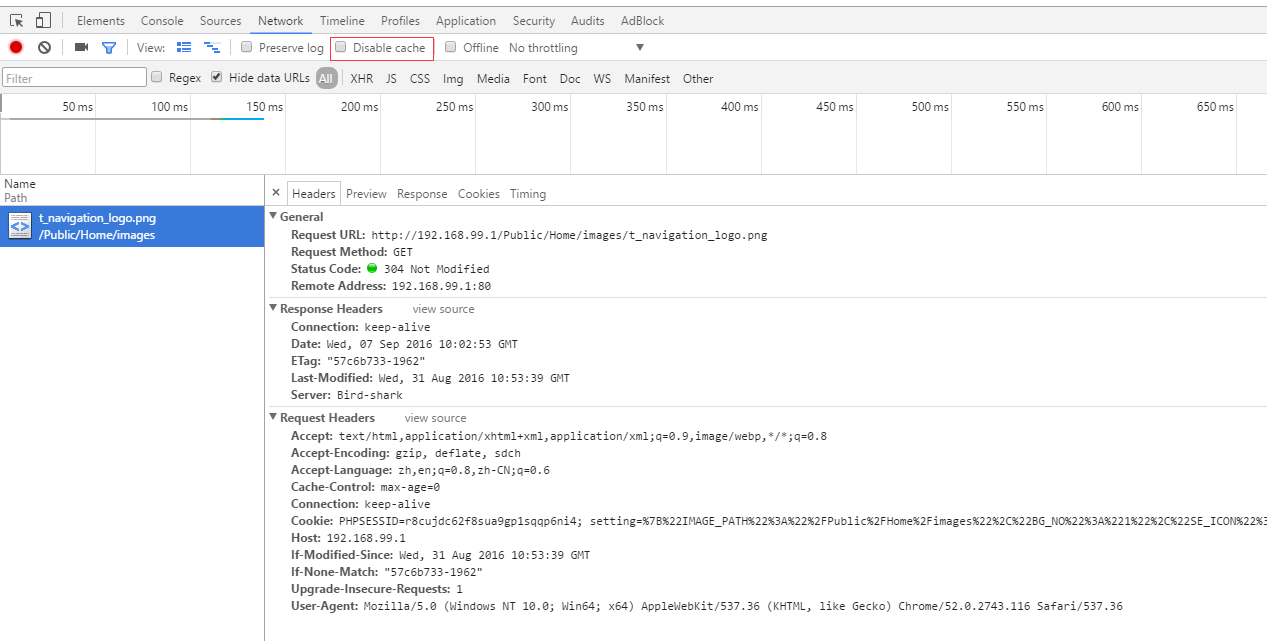 Elements Console Sources Network Timeline Profiles Application Security Audits AdBlock
View: Preserve log Disable cache Offline No throttling
Filter Regex Hide data URLs All XHR JS CSS Img Media Font Doc WS Manifest Other
50 ms 100 ms 150 ms 200 ms 250 ms 300 ms 350 ms 400 ms 450 ms 500 ms 550 ms 600 ms 650 ms
Name
Path
t_navigation_logo.png
/Public/Home/images
× Headers Preview Response Cookies Timing
General
Request URL: http://192.168.99.1/Public/Home/images/t_navigation_logo.png
Request Method: GET
Status Code: 304 Not Modified
Remote Address: 192.168.99.1:80
Response Headers view source
Connection: keep-alive
Date: Wed, 07 Sep 2016 10:02:53 GMT
ETag: "57c6b733-1962"
Last-Modified: Wed, 31 Aug 2016 10:53:39 GMT
Server: Bird-shark
Request Headers view source
Accept: text/html,application/xhtml+xml,application/xml;q=0.9,image/webp,*/*;q=0.8
Accept-Encoding: gzip, deflate, sdch
Accept-Language: zh,en;q=0.8,zh-CN;q=0.6
Cache-Control: max-age=0
Connection: keep-alive
Cookie: PHPSESSID=r8cujdc62f8sua9gp1sqqp6ni4; setting=%7B%22IMAGE_PATH%22%3A%22%2FPublic%2FHome%2Fimages%22%2C%22BG_NO%22%3A%221%22%2C%22SE_ICON%22%3
Host: 192.168.99.1
If-Modified-Since: Wed, 31 Aug 2016 10:53:39 GMT
If-None-Match: "57c6b733-1962"
Upgrade-Insecure-Requests: 1
User-Agent: Mozilla/5.0 (Windows NT 10.0; Win64; x64) AppleWebKit/537.36 (KHTML, like Gecko) Chrome/52.0.2743.116 Safari/537.36